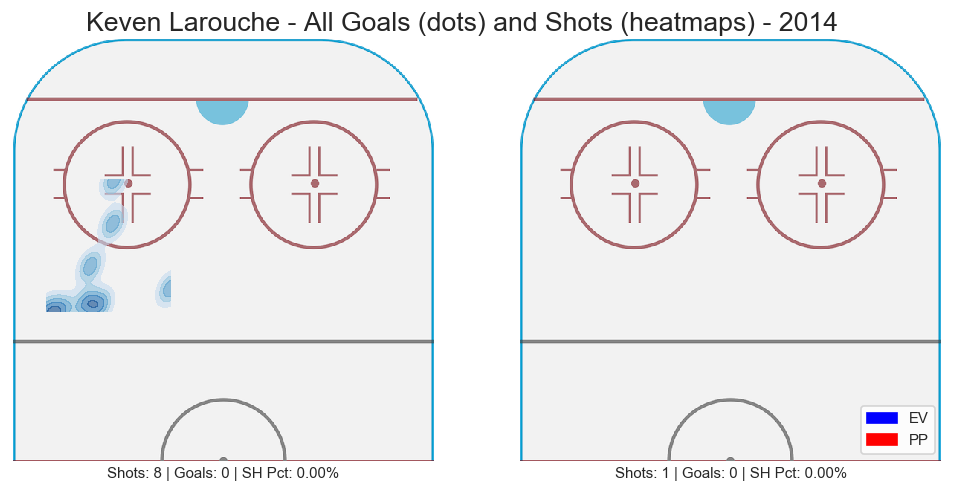 Keven Larouche - All Goals (dots) and Shots (heatmaps) - 2014
EV
PP
Shots: 8 | Goals: 0 | SH Pct: 0.00%
Shots: 1 | Goals: 0 | SH Pct: 0.00%